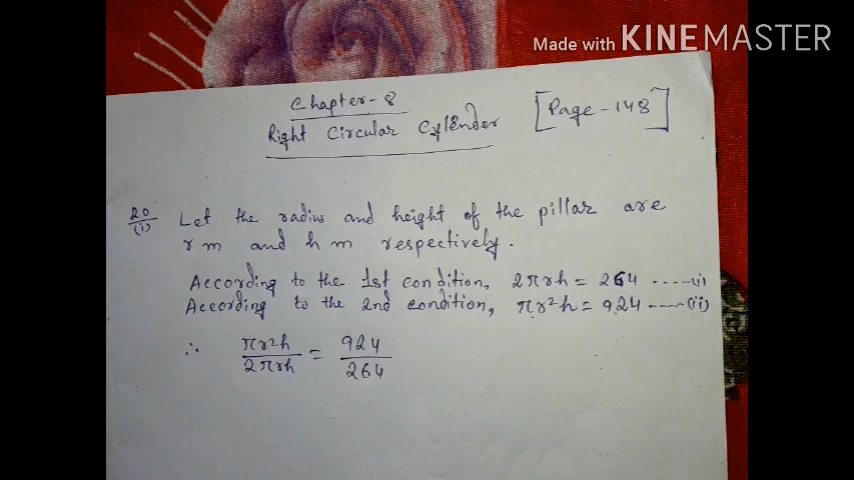 Made with KINEMASTER
Chapter-8
Right Circular Cylender [Page-148]
20/(i) Let the radius and height of the pillar are
r m and h m respectively.
According to the 1st condition, 2πrh = 264 .....(i)
According to the 2nd condition, πr²h = 924 .....(ii)
∴ πr²h/2πrh = 924/264